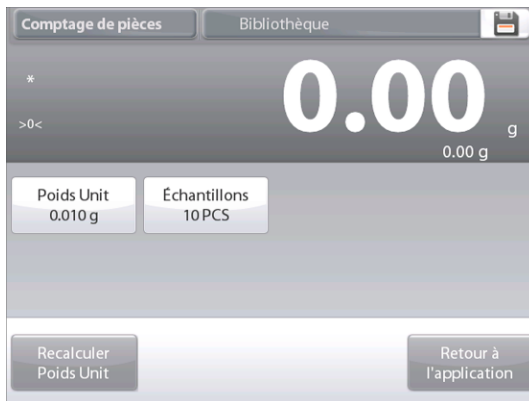 Comptage de pièces
Bibliothèque
*
>0<
0.00 g
0.00 g
Poids Unit
0.010 g
Échantillons
10 PCS
Recalculer
Poids Unit
Retour à
l'application